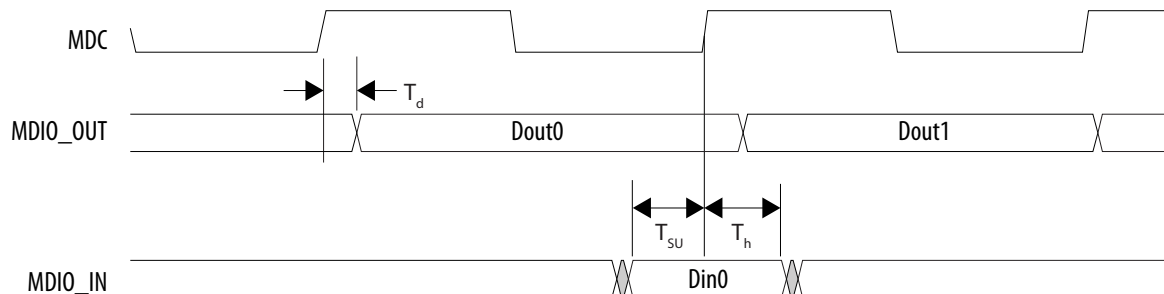 MDC
T_d
MDIO_OUT
Dout0
Dout1
T_SU
T_h
MDIO_IN
Din0